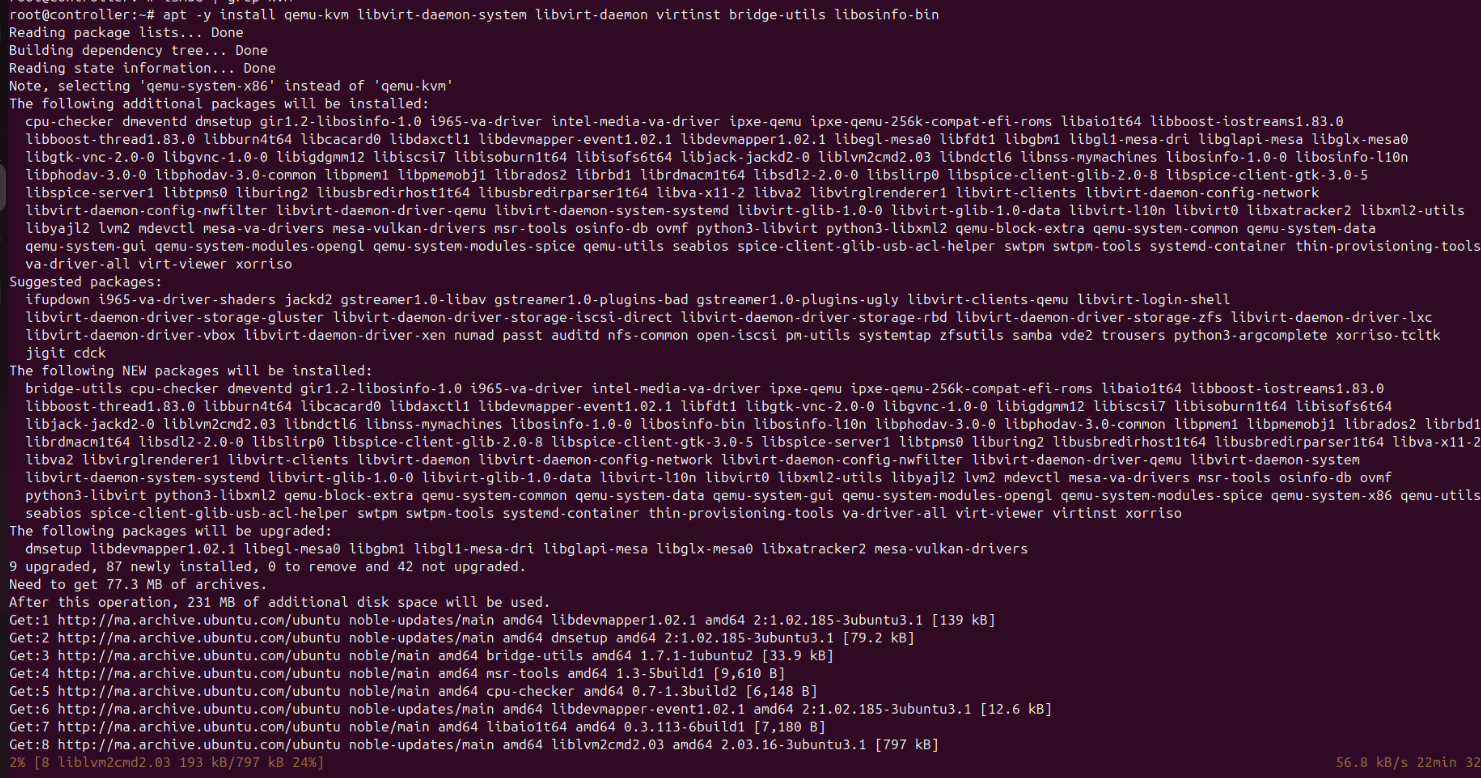 root@controller:~# lsmod | grep kvm
root@controller:~# apt -y install qemu-kvm libvirt-daemon-system libvirt-daemon virtinst bridge-utils libosinfo-bin
Reading package lists... Done
Building dependency tree... Done
Reading state information... Done
Note, selecting 'qemu-system-x86' instead of 'qemu-kvm'
The following additional packages will be installed:
cpu-checker dmeventd dmsetup gir1.2-libosinfo-1.0 i965-va-driver intel-media-va-driver ipxe-qemu ipxe-qemu-256k-compat-efi-roms libaio1t64 libboost-iostreams1.83.0
libboost-thread1.83.0 libburn4t64 libcacard0 libdaxctl1 libdevmapper-event1.02.1 libdevmapper1.02.1 libegl-mesa0 libfdt1 libgbm1 libgl1-mesa-dri libglapi-mesa libglx-mesa0
libgtk-vnc-2.0-0 libgvnc-1.0-0 libigdgmm12 libiscsi7 libisoburn1t64 libisofs6t64 libjack-jackd2-0 liblvm2cmd2.03 libndctl6 libnss-mymachines libosinfo-1.0-0 libosinfo-l10n
libphodav-3.0-0 libphodav-3.0-common libpmem1 libpmemobj1 librados2 librbd1 librdmacm1t64 libsdl2-2.0-0 libslirp0 libspice-client-glib-2.0-8 libspice-client-gtk-3.0-5
libspice-server1 libtpms0 liburing2 libusbredirhost1t64 libusbredirparser1t64 libva-x11-2 libva2 libvirglrenderer1 libvirt-clients libvirt-daemon-config-network
libvirt-daemon-config-nwfilter libvirt-daemon-driver-qemu libvirt-daemon-system-systemd libvirt-glib-1.0-0 libvirt-glib-1.0-data libvirt-l10n libvirt0 libxatracker2 libxml2-utils
libyajl2 lvm2 mdevctl mesa-va-drivers mesa-vulkan-drivers msr-tools osinfo-db ovmf python3-libvirt python3-libxml2 qemu-block-extra qemu-system-common qemu-system-data
qemu-system-gui qemu-system-modules-opengl qemu-system-modules-spice qemu-utils seabios spice-client-glib-usb-acl-helper swtpm swtpm-tools systemd-container thin-provisioning-tools
va-driver-all virt-viewer xorriso
Suggested packages:
ifupdown i965-va-driver-shaders jackd2 gstreamer1.0-libav gstreamer1.0-plugins-bad gstreamer1.0-plugins-ugly libvirt-clients-qemu libvirt-login-shell
libvirt-daemon-driver-storage-gluster libvirt-daemon-driver-storage-iscsi-direct libvirt-daemon-driver-storage-rbd libvirt-daemon-driver-storage-zfs libvirt-daemon-driver-lxc
libvirt-daemon-driver-vbox libvirt-daemon-driver-xen numad passt auditd nfs-common open-iscsi pm-utils systemtap zfsutils samba vde2 trousers python3-argcomplete xorriso-tcltk
jigit cdck
The following NEW packages will be installed:
bridge-utils cpu-checker dmeventd gir1.2-libosinfo-1.0 i965-va-driver intel-media-va-driver ipxe-qemu ipxe-qemu-256k-compat-efi-roms libaio1t64 libboost-iostreams1.83.0
libboost-thread1.83.0 libburn4t64 libcacard0 libdaxctl1 libdevmapper-event1.02.1 libfdt1 libgtk-vnc-2.0-0 libgvnc-1.0-0 libigdgmm12 libiscsi7 libisoburn1t64 libisofs6t64
libjack-jackd2-0 liblvm2cmd2.03 libndctl6 libnss-mymachines libosinfo-1.0-0 libosinfo-bin libosinfo-l10n libphodav-3.0-0 libphodav-3.0-common libpmem1 libpmemobj1 librados2 librbd1
librdmacm1t64 libsdl2-2.0-0 libslirp0 libspice-client-glib-2.0-8 libspice-client-gtk-3.0-5 libspice-server1 libtpms0 liburing2 libusbredirhost1t64 libusbredirparser1t64 libva-x11-2
libva2 libvirglrenderer1 libvirt-clients libvirt-daemon libvirt-daemon-config-network libvirt-daemon-config-nwfilter libvirt-daemon-driver-qemu libvirt-daemon-system
libvirt-daemon-system-systemd libvirt-glib-1.0-0 libvirt-glib-1.0-data libvirt-l10n libvirt0 libxml2-utils libyajl2 lvm2 mdevctl mesa-va-drivers msr-tools osinfo-db ovmf
python3-libvirt python3-libxml2 qemu-block-extra qemu-system-common qemu-system-data qemu-system-gui qemu-system-modules-opengl qemu-system-modules-spice qemu-system-x86 qemu-utils
seabios spice-client-glib-usb-acl-helper swtpm swtpm-tools systemd-container thin-provisioning-tools va-driver-all virt-viewer virtinst xorriso
The following packages will be upgraded:
dmsetup libdevmapper1.02.1 libegl-mesa0 libgbm1 libgl1-mesa-dri libglapi-mesa libglx-mesa0 libxatracker2 mesa-vulkan-drivers
9 upgraded, 87 newly installed, 0 to remove and 42 not upgraded.
Need to get 77.3 MB of archives.
After this operation, 231 MB of additional disk space will be used.
Get:1 http://ma.archive.ubuntu.com/ubuntu noble-updates/main amd64 libdevmapper1.02.1 amd64 2:1.02.185-3ubuntu3.1 [139 kB]
Get:2 http://ma.archive.ubuntu.com/ubuntu noble-updates/main amd64 dmsetup amd64 2:1.02.185-3ubuntu3.1 [79.2 kB]
Get:3 http://ma.archive.ubuntu.com/ubuntu noble/main amd64 bridge-utils amd64 1.7.1-1ubuntu2 [33.9 kB]
Get:4 http://ma.archive.ubuntu.com/ubuntu noble/main amd64 msr-tools amd64 1.3-5build1 [9,610 B]
Get:5 http://ma.archive.ubuntu.com/ubuntu noble/main amd64 cpu-checker amd64 0.7-1.3build2 [6,148 B]
Get:6 http://ma.archive.ubuntu.com/ubuntu noble-updates/main amd64 libdevmapper-event1.02.1 amd64 2:1.02.185-3ubuntu3.1 [12.6 kB]
Get:7 http://ma.archive.ubuntu.com/ubuntu noble/main amd64 libaio1t64 amd64 0.3.113-6build1 [7,180 B]
Get:8 http://ma.archive.ubuntu.com/ubuntu noble-updates/main amd64 liblvm2cmd2.03 amd64 2.03.16-3ubuntu3.1 [797 kB]
2% [8 liblvm2cmd2.03 193 kB/797 kB 24%] 56.8 kB/s 22min 32